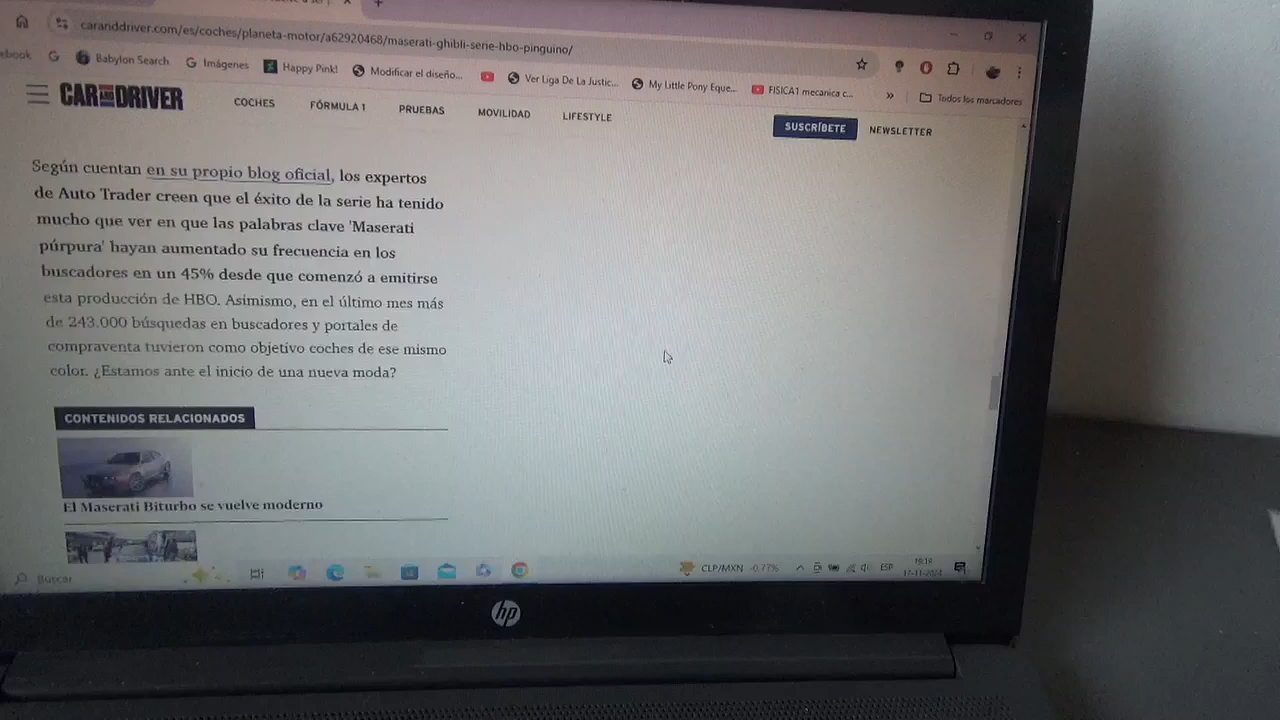 caranddriver.com/es/coches/planeta-motor/a62920468/maserati-ghibli-serie-hbo-pinguino/
ebook G Babylon Search G Imágenes Happy Pink! Modificar el diseño... Ver Liga De La Justic... My Little Pony Eque... FISICA1 mecanica c... » Todos los marcadores
CAR AND DRIVER COCHES FÓRMULA 1 PRUEBAS MOVILIDAD LIFESTYLE SUSCRÍBETE NEWSLETTER
Según cuentan en su propio blog oficial, los expertos
de Auto Trader creen que el éxito de la serie ha tenido
mucho que ver en que las palabras clave 'Maserati
púrpura' hayan aumentado su frecuencia en los
buscadores en un 45% desde que comenzó a emitirse
esta producción de HBO. Asimismo, en el último mes más
de 243.000 búsquedas en buscadores y portales de
compraventa tuvieron como objetivo coches de ese mismo
color. ¿Estamos ante el inicio de una nueva moda?
CONTENIDOS RELACIONADOS
El Maserati Biturbo se vuelve moderno
Buscar CLP/MXN -0.77% ESP
17-11-2024
hp